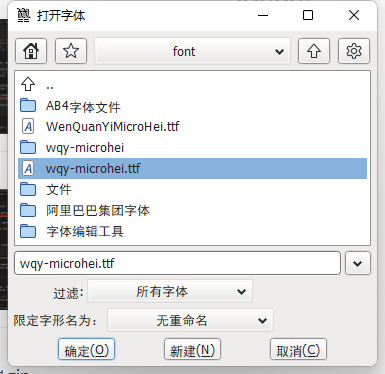 打开字体
font
..
AB4字体文件
WenQuanYiMicroHei.ttf
wqy-microhei
wqy-microhei.ttf
文件
阿里巴巴集团字体
字体编辑工具
wqy-microhei.ttf
过滤: 所有字体
限定字形名为: 无重命名
确定(O) 新建(N) 取消(C)